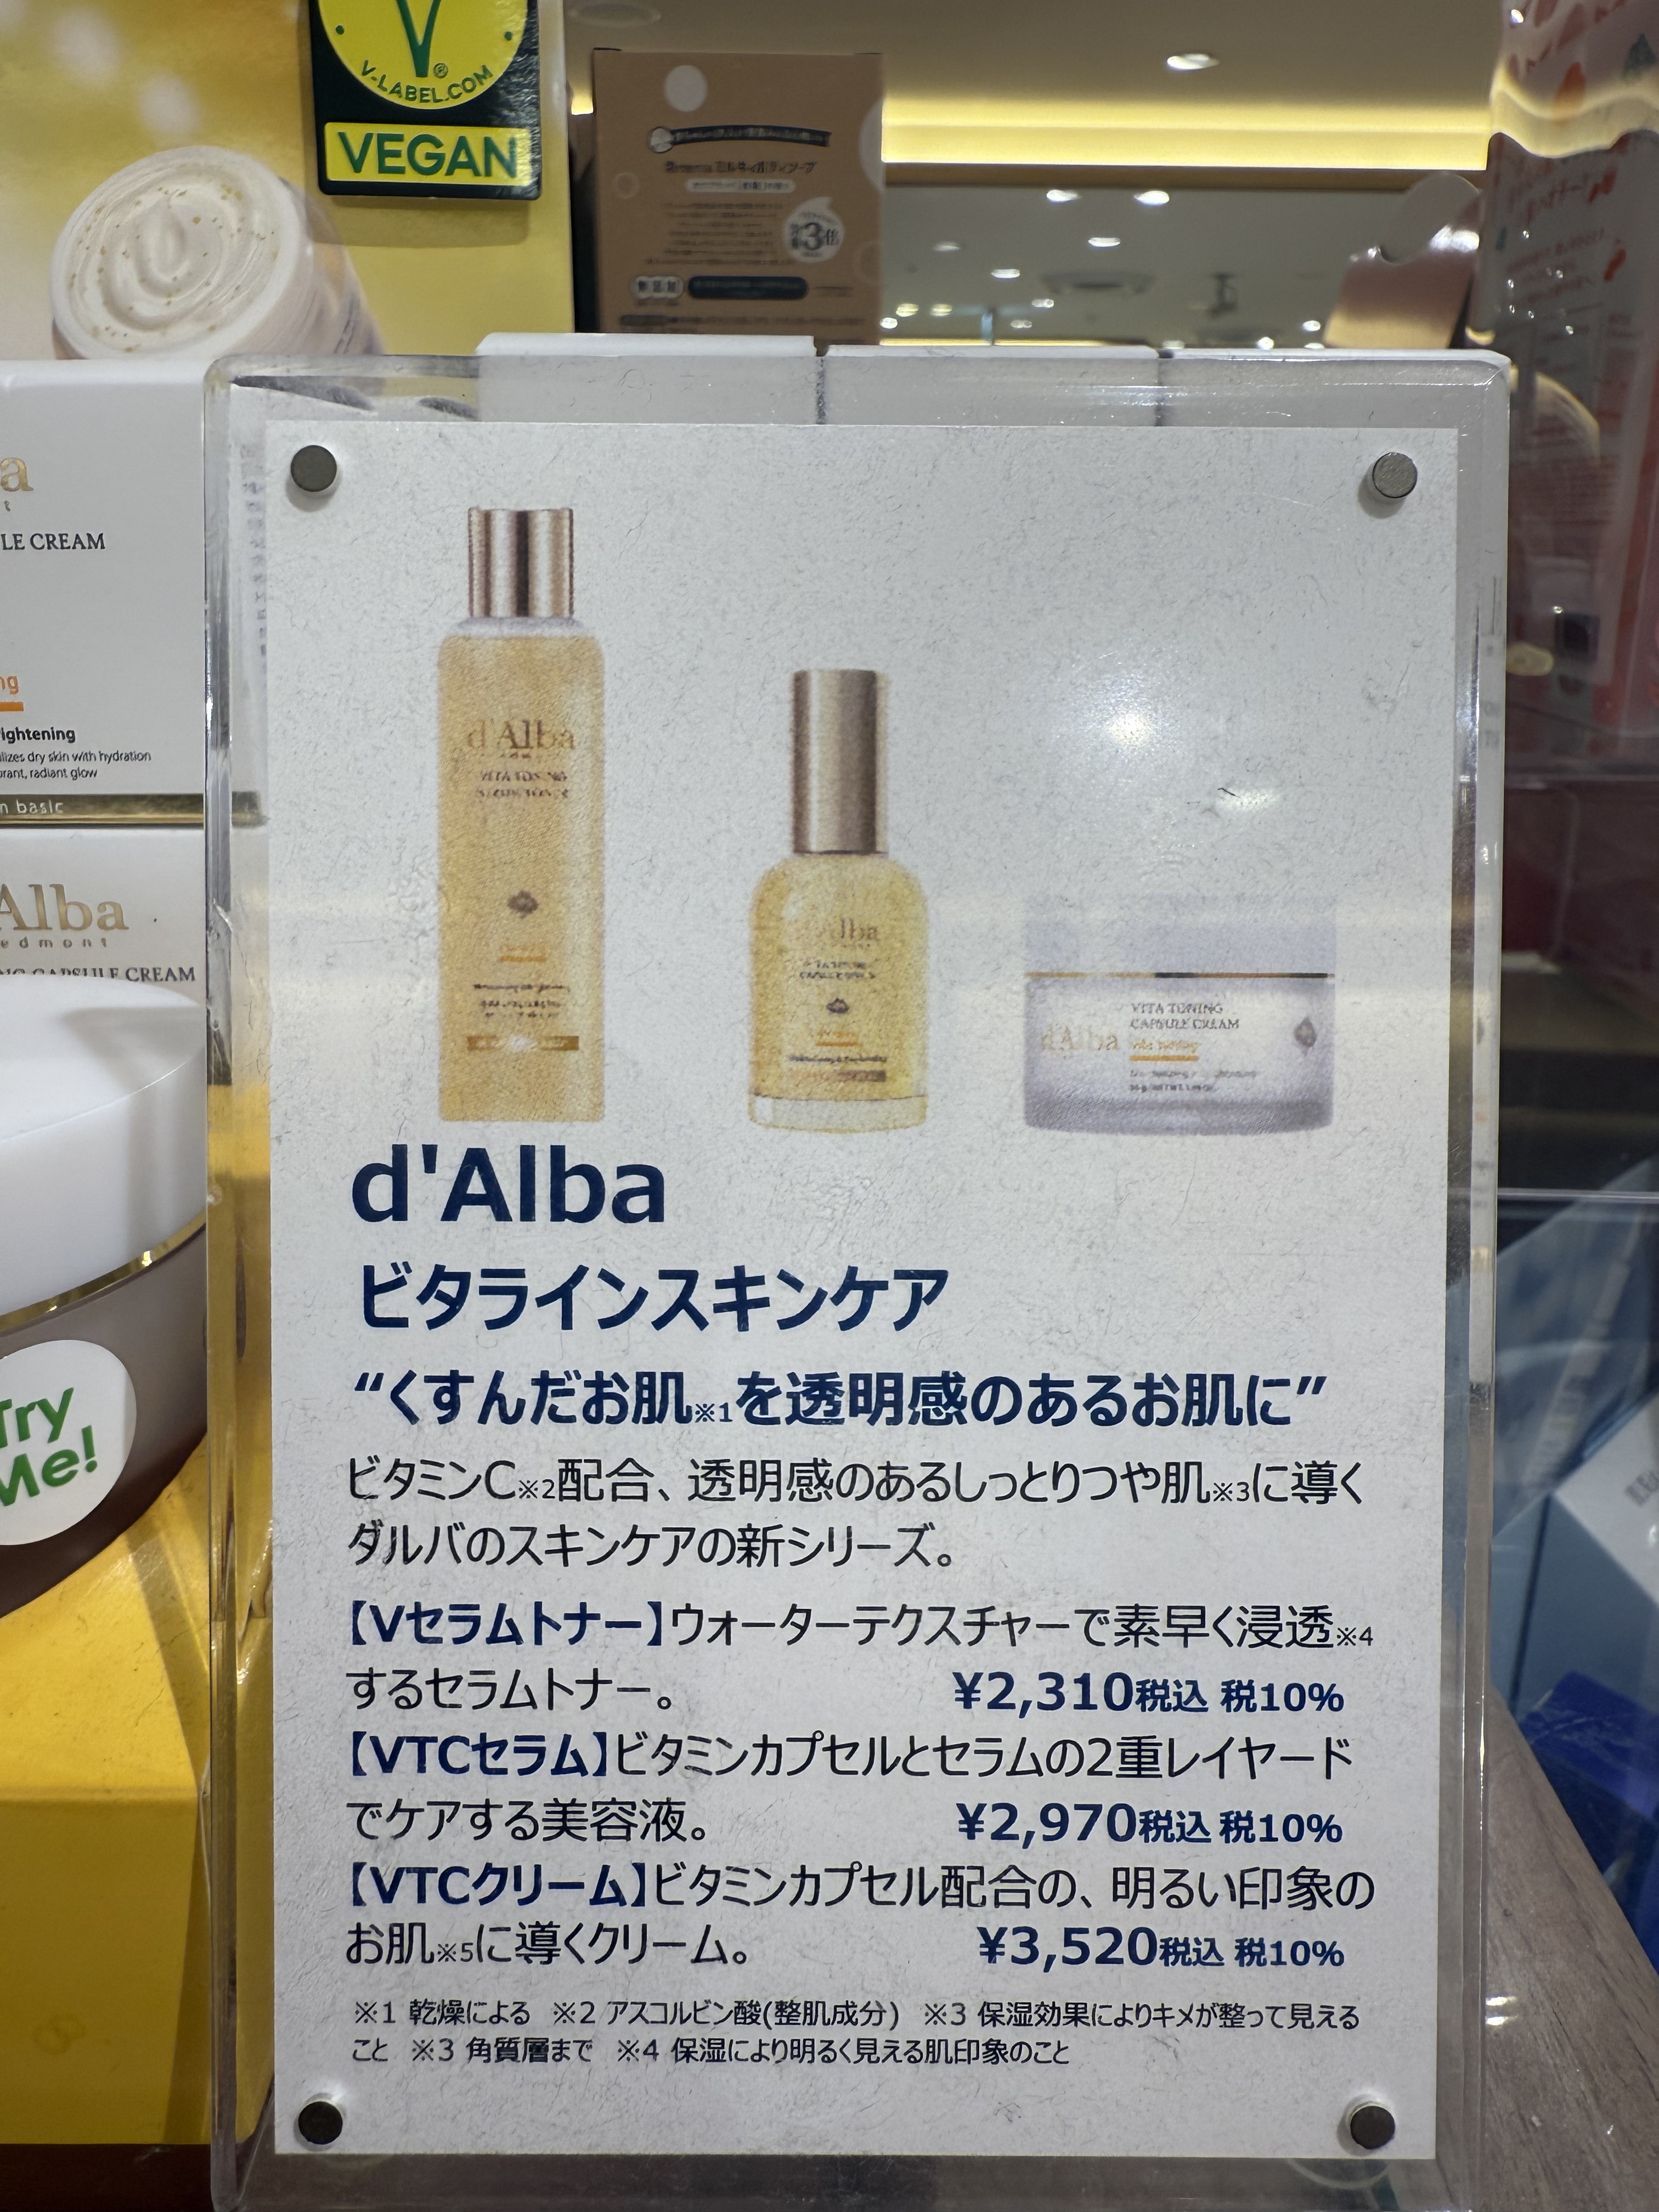 V-LABEL.COM
VEGAN
3倍
a
LE CREAM
ng
ightening
ilizes dry skin with hydration
orant, radiant glow
n basic
Alba
edmont
NG CAPSULE CREAM
Try
Me!
d'Alba
VITA TONING
d'Alba
VITA TONING
CAPSULE CREAM
d'Alba
ビタラインスキンケア
“くすんだお肌※1を透明感のあるお肌に”
ビタミンC※2配合、透明感のあるしっとりつや肌※3に導く
ダルバのスキンケアの新シリーズ。
【Vセラムトナー】ウォーターテクスチャーで素早く浸透※4
するセラムトナー。 ¥2,310税込 税10%
【VTCセラム】ビタミンカプセルとセラムの2重レイヤード
でケアする美容液。 ¥2,970税込 税10%
【VTCクリーム】ビタミンカプセル配合の、明るい印象の
お肌※5に導くクリーム。 ¥3,520税込 税10%
※1 乾燥による ※2 アスコルビン酸(整肌成分) ※3 保湿効果によりキメが整って見える
こと ※3 角質層まで ※4 保湿により明るく見える肌印象のこと